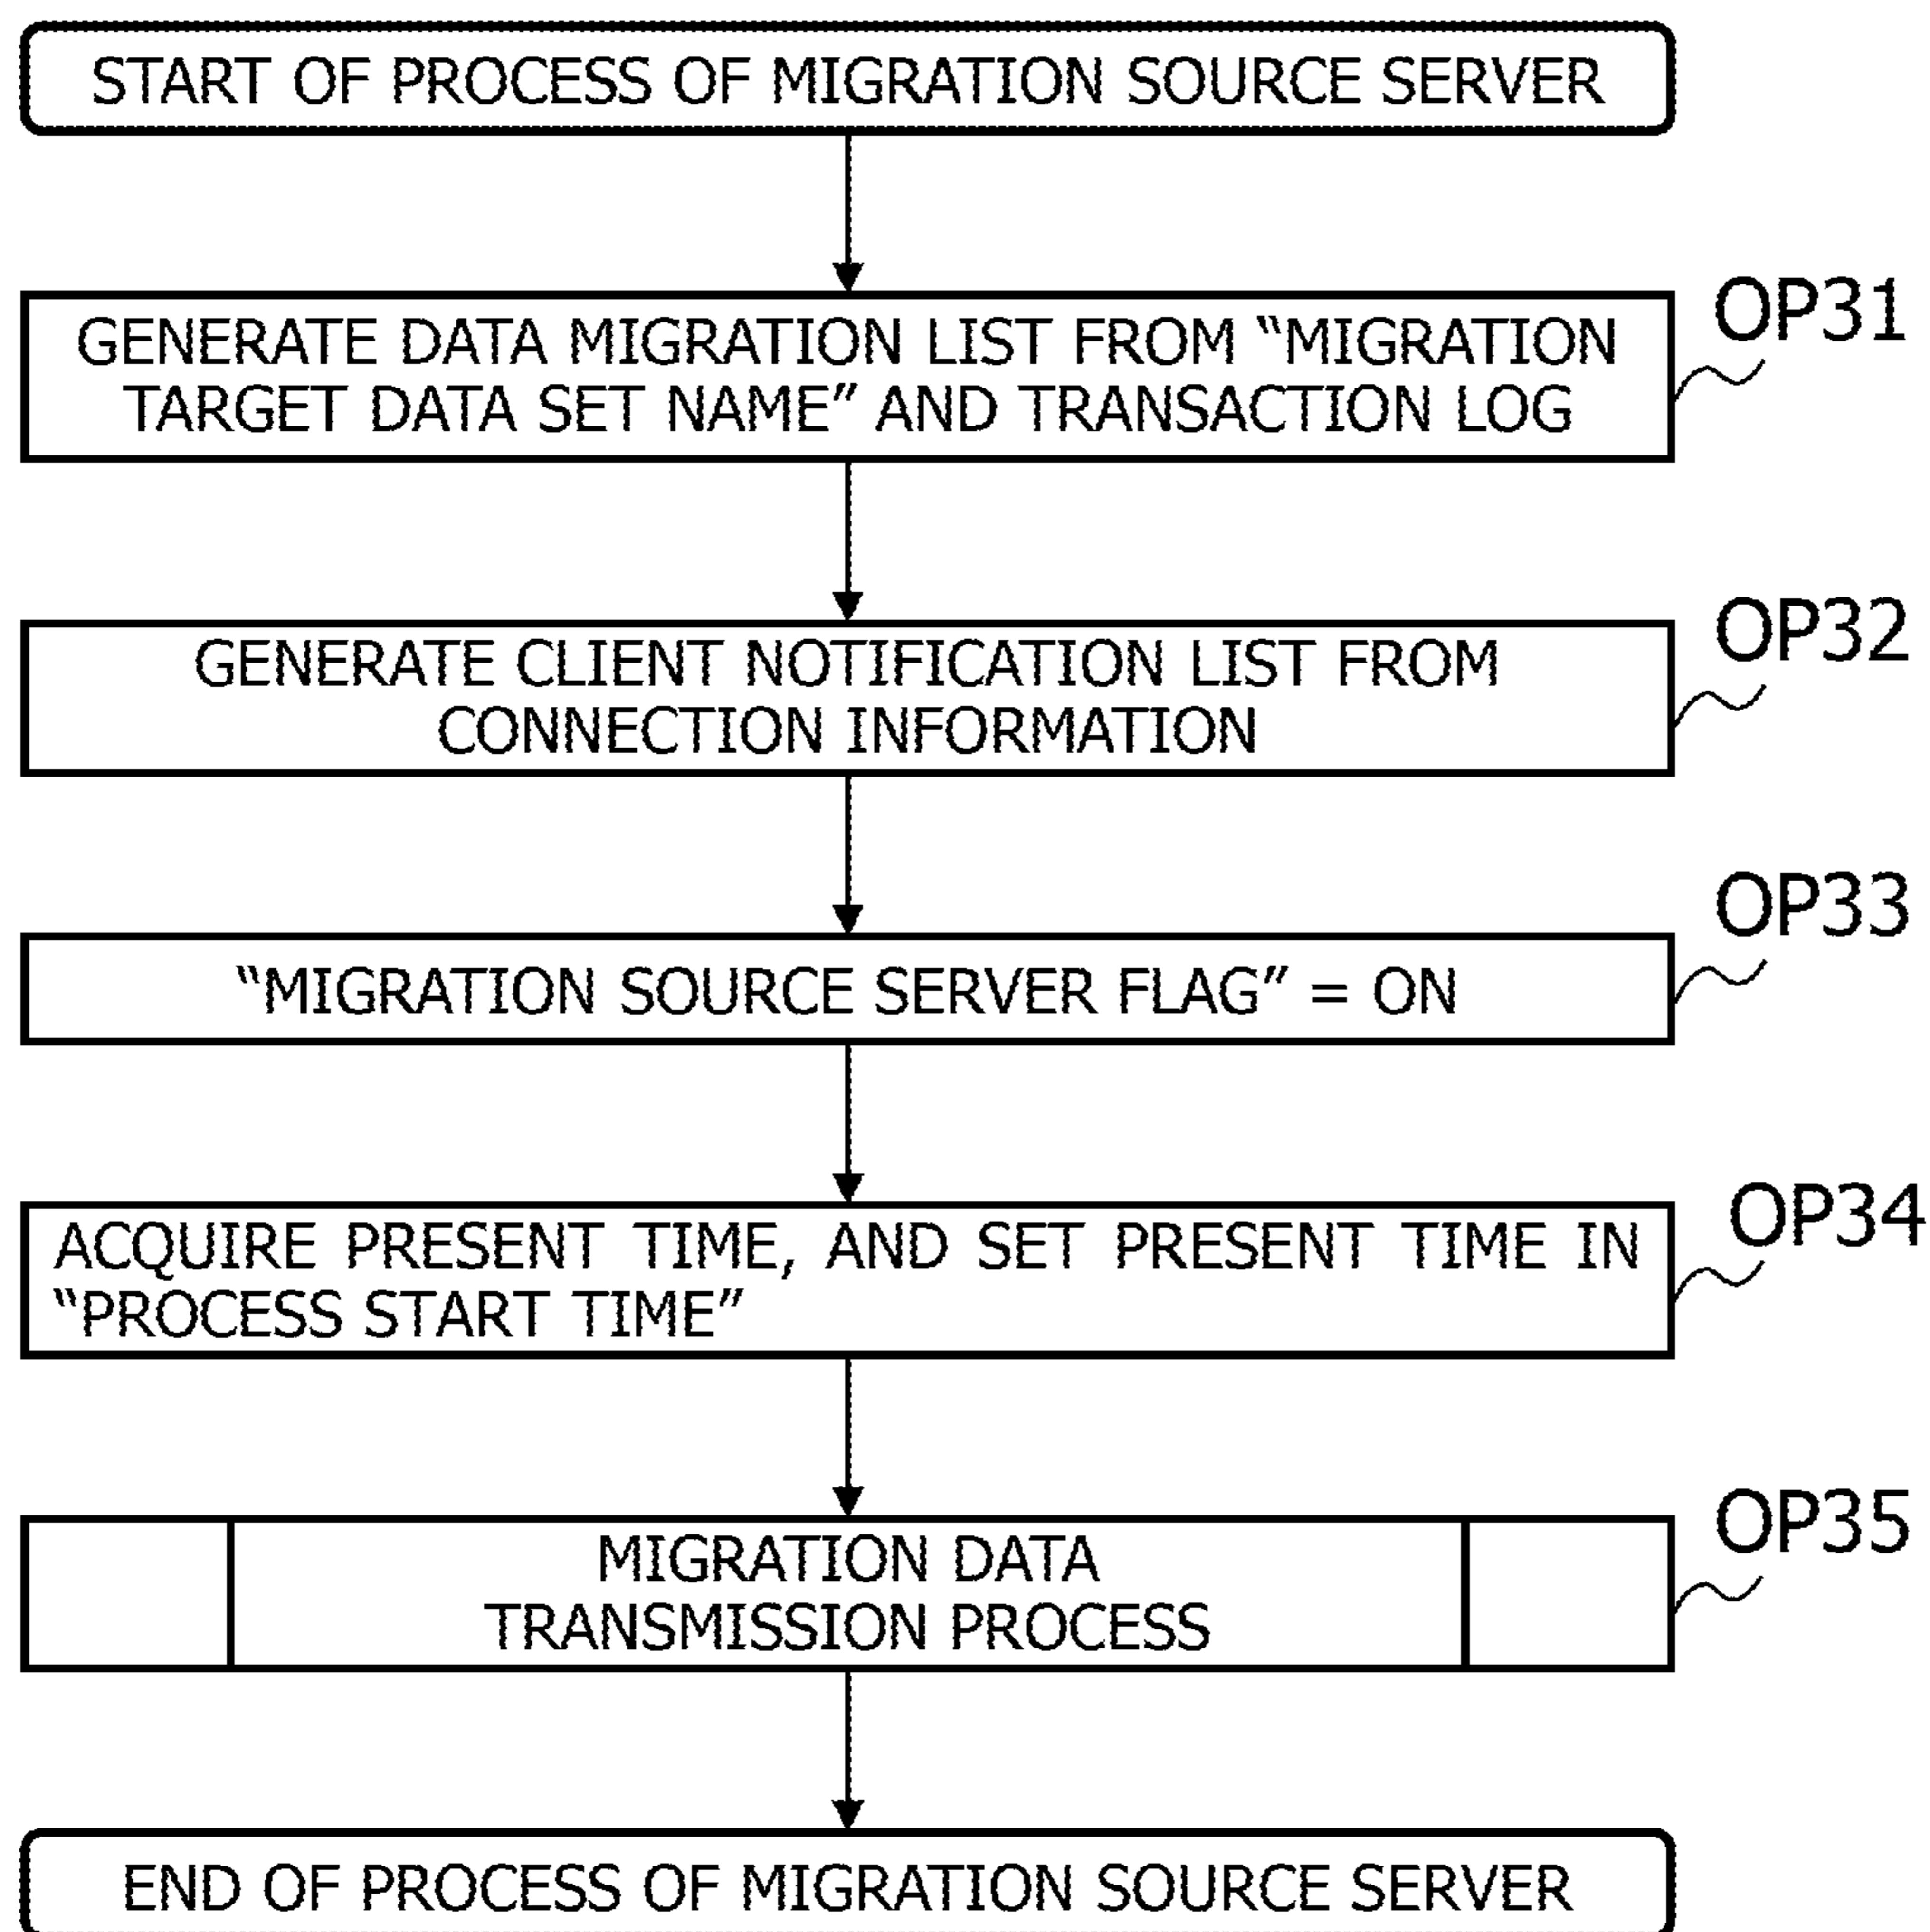 START OF PROCESS OF MIGRATION SOURCE SERVER
OP31
GENERATE DATA MIGRATION LIST FROM “MIGRATION
TARGET DATA SET NAME” AND TRANSACTION LOG
OP32
GENERATE CLIENT NOTIFICATION LIST FROM
CONNECTION INFORMATION
OP33
“MIGRATION SOURCE SERVER FLAG” = ON
OP34
ACQUIRE PRESENT TIME, AND SET PRESENT TIME IN
“PROCESS START TIME”
OP35
MIGRATION DATA
TRANSMISSION PROCESS
END OF PROCESS OF MIGRATION SOURCE SERVER